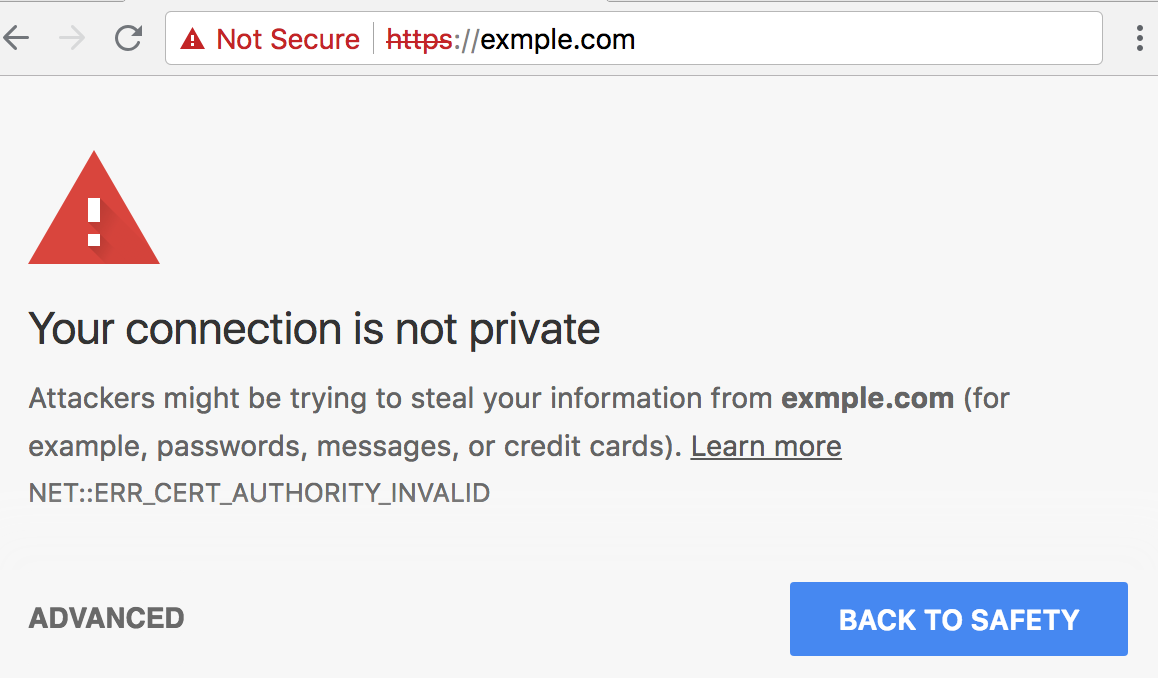 Not Secure https://exmple.com
Your connection is not private
Attackers might be trying to steal your information from exmple.com (for
example, passwords, messages, or credit cards). Learn more
NET::ERR_CERT_AUTHORITY_INVALID
ADVANCED BACK TO SAFETY